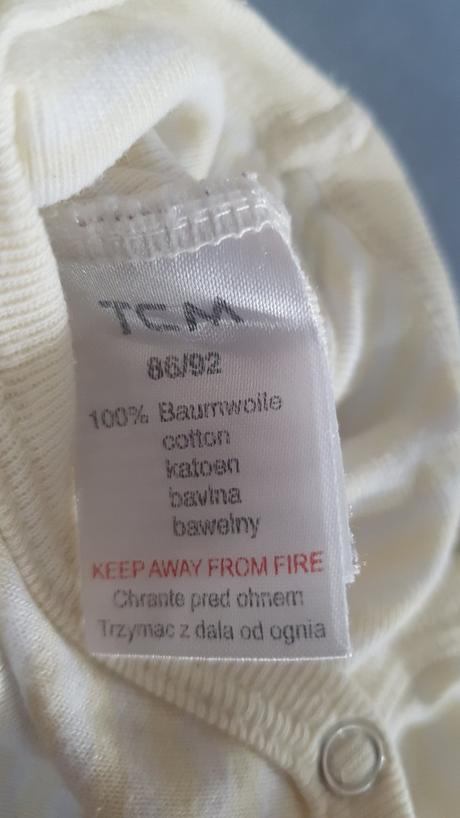 TCM
86/92
100% Baumwolle
cotton
katoen
bavlna
bawelny
KEEP AWAY FROM FIRE
Chrante pred ohnem
Trzymac z dala od ognia